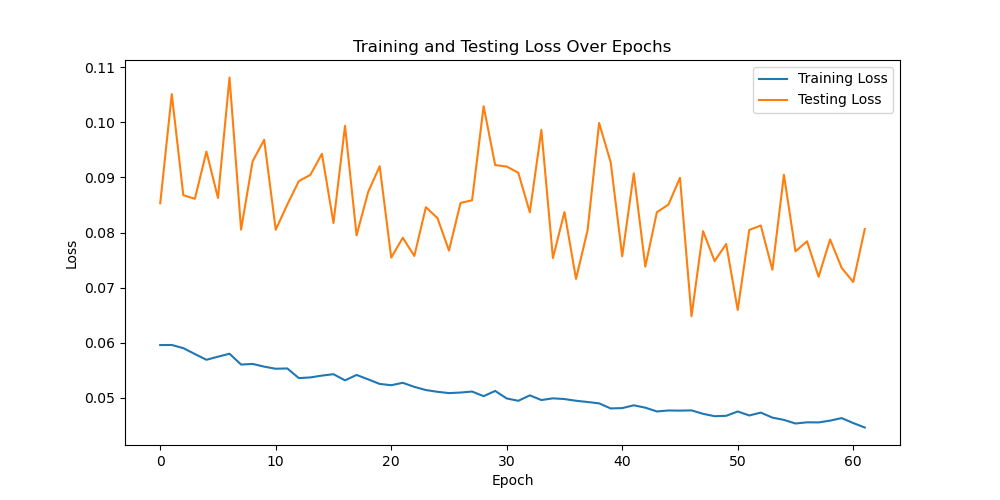 Training and Testing Loss Over Epochs
Training Loss
Testing Loss
0.11
0.10
0.09
0.08
0.07
0.06
0.05
Loss
0 10 20 30 40 50 60
Epoch